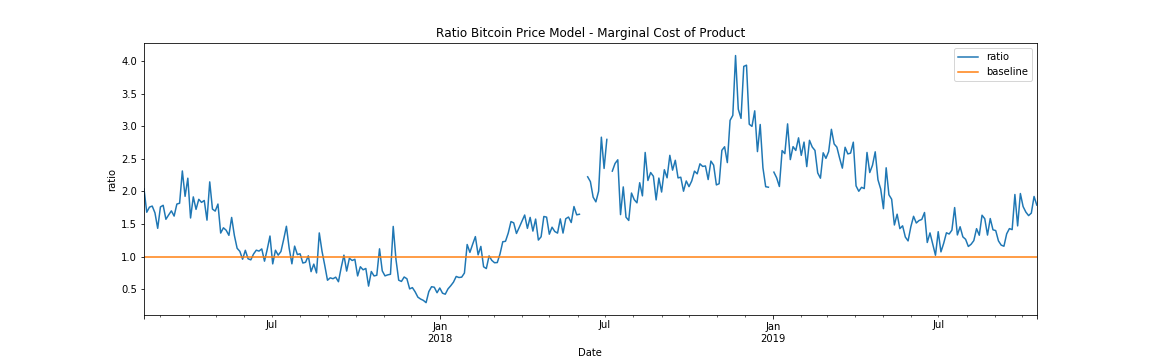 Ratio Bitcoin Price Model - Marginal Cost of Product
ratio
baseline
4.0
3.5
3.0
2.5
2.0
1.5
1.0
0.5
ratio
Jul
Jan
2018
Jul
Jan
2019
Jul
Date